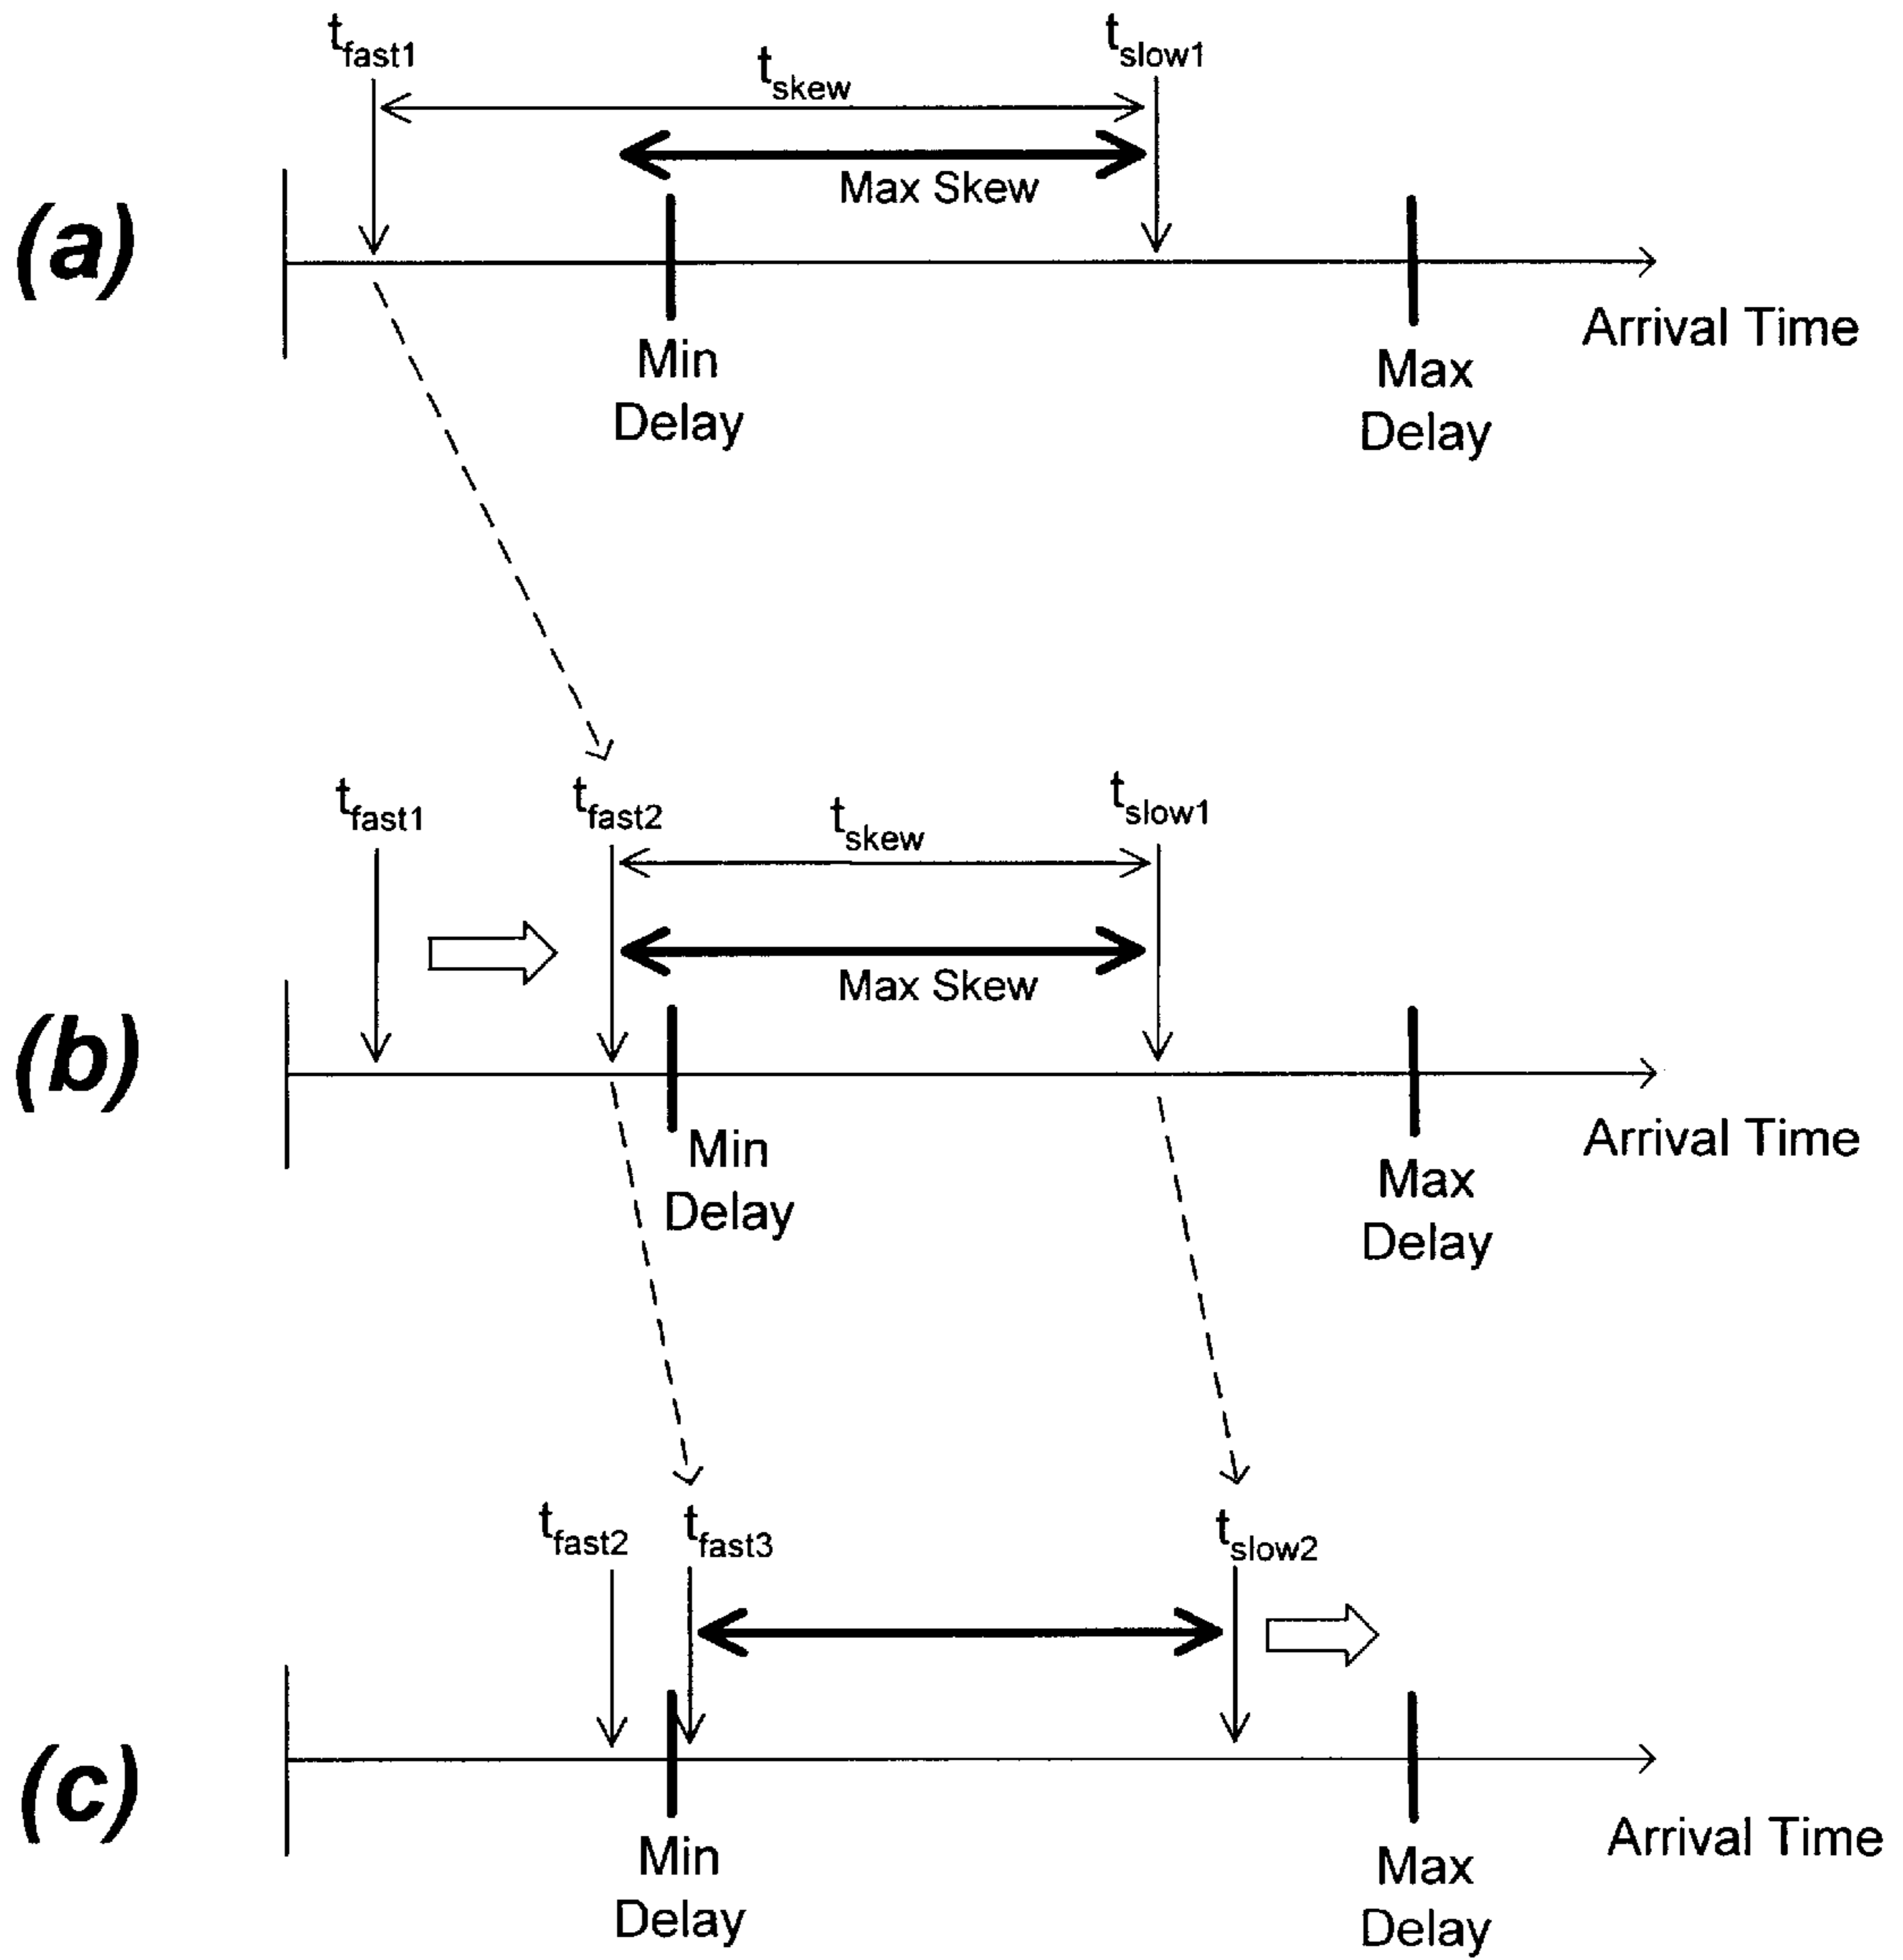 t_fast1
t_slow1
t_skew
Max Skew
(a)
Min
Delay
Max
Delay
Arrival Time
t_fast1
t_fast2
t_skew
t_slow1
Max Skew
(b)
Min
Delay
Max
Delay
Arrival Time
t_fast2
t_fast3
t_slow2
(c)
Min
Delay
Max
Delay
Arrival Time